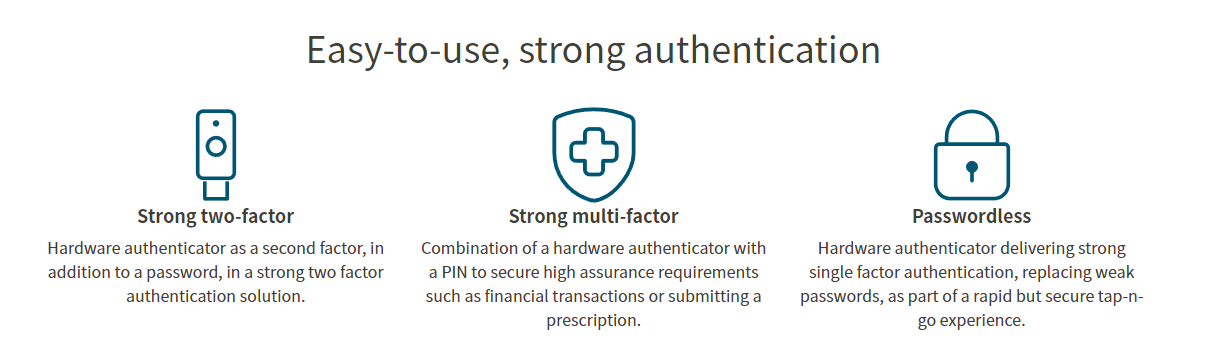 Easy-to-use, strong authentication
Strong two-factor
Hardware authenticator as a second factor, in
addition to a password, in a strong two factor
authentication solution.
Strong multi-factor
Combination of a hardware authenticator with
a PIN to secure high assurance requirements
such as financial transactions or submitting a
prescription.
Passwordless
Hardware authenticator delivering strong
single factor authentication, replacing weak
passwords, as part of a rapid but secure tap-n-
go experience.